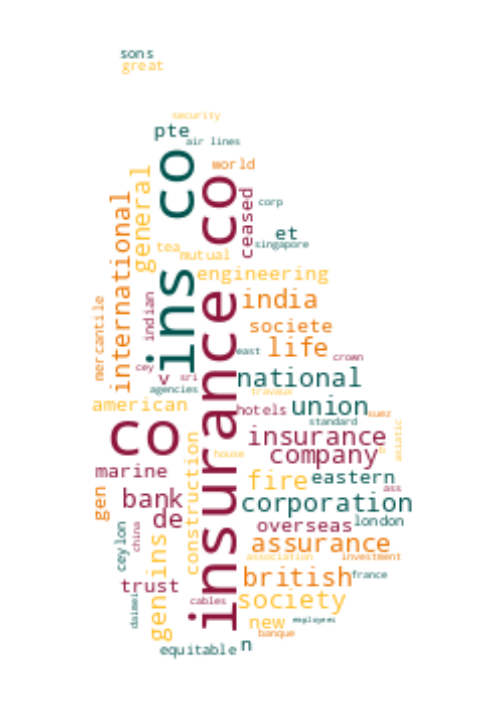 sons
great
security
pte
air lines
ins co
insurance co
world
general
international
ceased
corp
et
singapore
tea
mutual
engineering
india
mercantile
indian
societe
life
east
crown
cey
v
sri
agencies
national
travaux
american
hotels
union
suez
standard
co
insurance
company
asiatic
house
marine
construction
fire
eastern
ass
gen
bank
de
corporation
overseas
london
ceylon
china
gen ins
assurance
association
investment
trust
british
france
daimei
cables
society
new
employees
banque
equitable
n